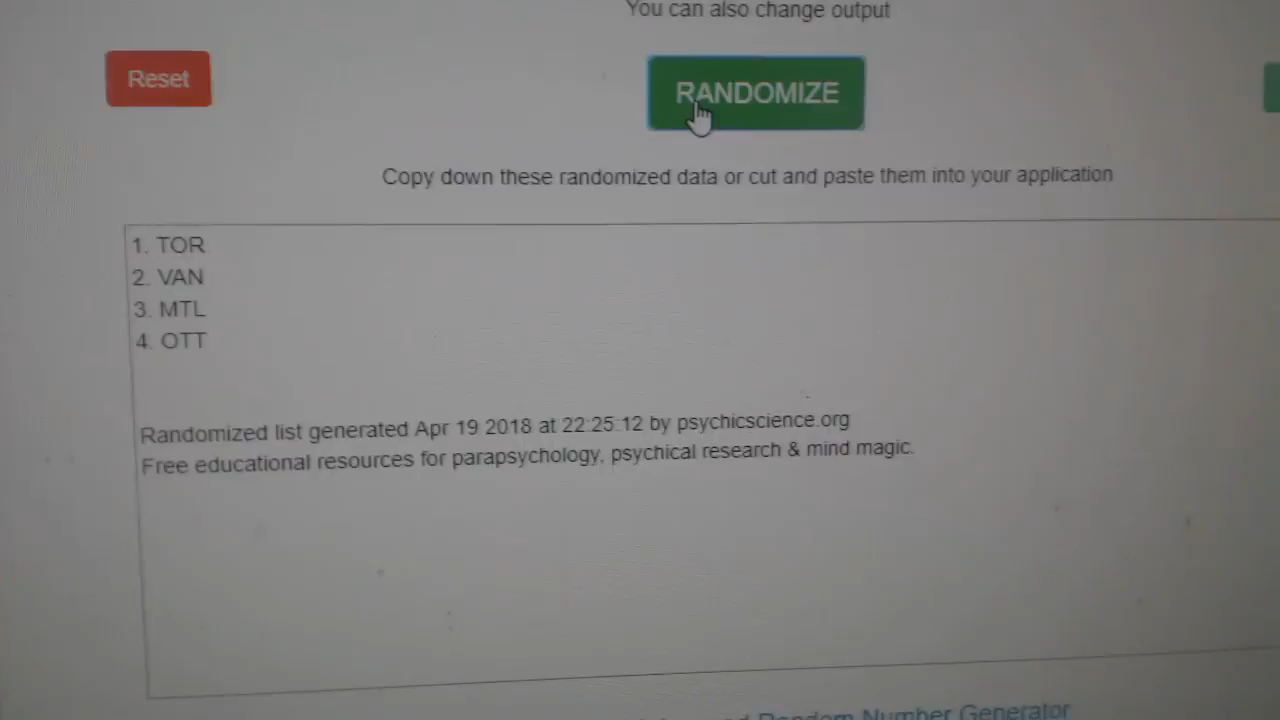 You can also change output
Reset
RANDOMIZE
Copy down these randomized data or cut and paste them into your application
1. TOR
2. VAN
3. MTL
4. OTT
Randomized list generated Apr 19 2018 at 22:25:12 by psychicscience.org
Free educational resources for parapsychology, psychical research & mind magic.
Random Number Generator